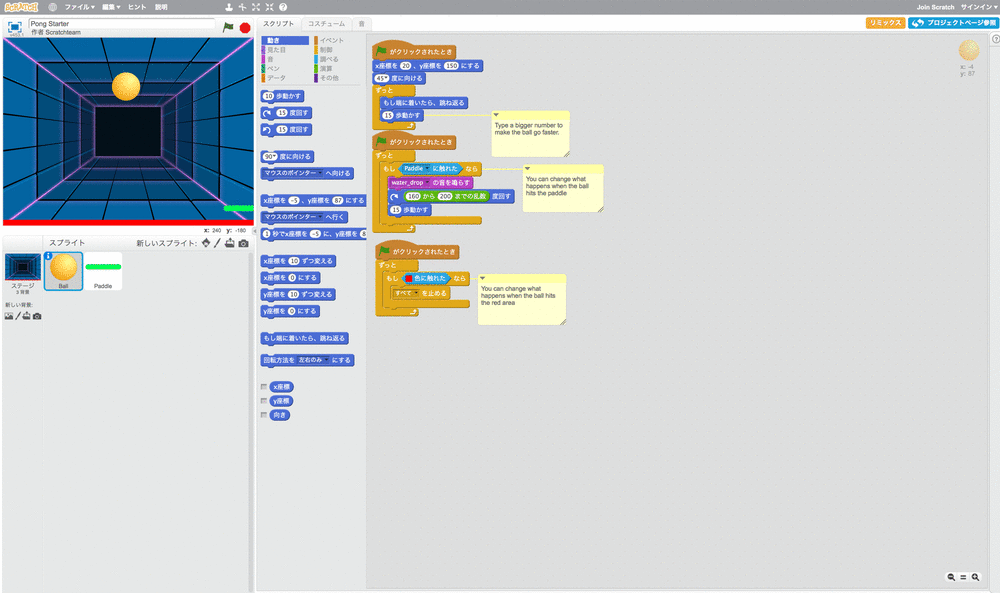 SCRATCH ファイル▼ 編集▼ ヒント 説明 Join Scratch サインイン▼
Pong Starter
作者 Scratchteam
v453.1
x: 240 y: -180
スプライト 新しいスプライト:
ステージ
3 背景
Ball
Paddle
新しい背景:
スクリプト コスチューム 音
リミックス プロジェクトページ参照
動き イベント
見た目 制御
音 調べる
ペン 演算
データ その他
10 歩動かす
15 度回す
15 度回す
90▼ 度に向ける
マウスのポインター へ向ける
x座標を -5 、y座標を 87 にする
マウスのポインター へ行く
1 秒でx座標を -5 に、y座標を 8
x座標を 10 ずつ変える
x座標を 0 にする
y座標を 10 ずつ変える
y座標を 0 にする
もし端に着いたら、跳ね返る
回転方法を 左右のみ にする
x座標
y座標
向き
がクリックされたとき
x座標を 20 、y座標を 150 にする
45▼ 度に向ける
ずっと
もし端に着いたら、跳ね返る
15 歩動かす
Type a bigger number to
make the ball go faster.
がクリックされたとき
ずっと
もし Paddle に触れた なら
water_drop の音を鳴らす
160 から 200 までの乱数 度回す
15 歩動かす
You can change what
happens when the ball
hits the paddle
がクリックされたとき
ずっと
もし 色に触れた なら
すべて を止める
You can change what
happens when the ball hits
the red area
x: -4
y: 87